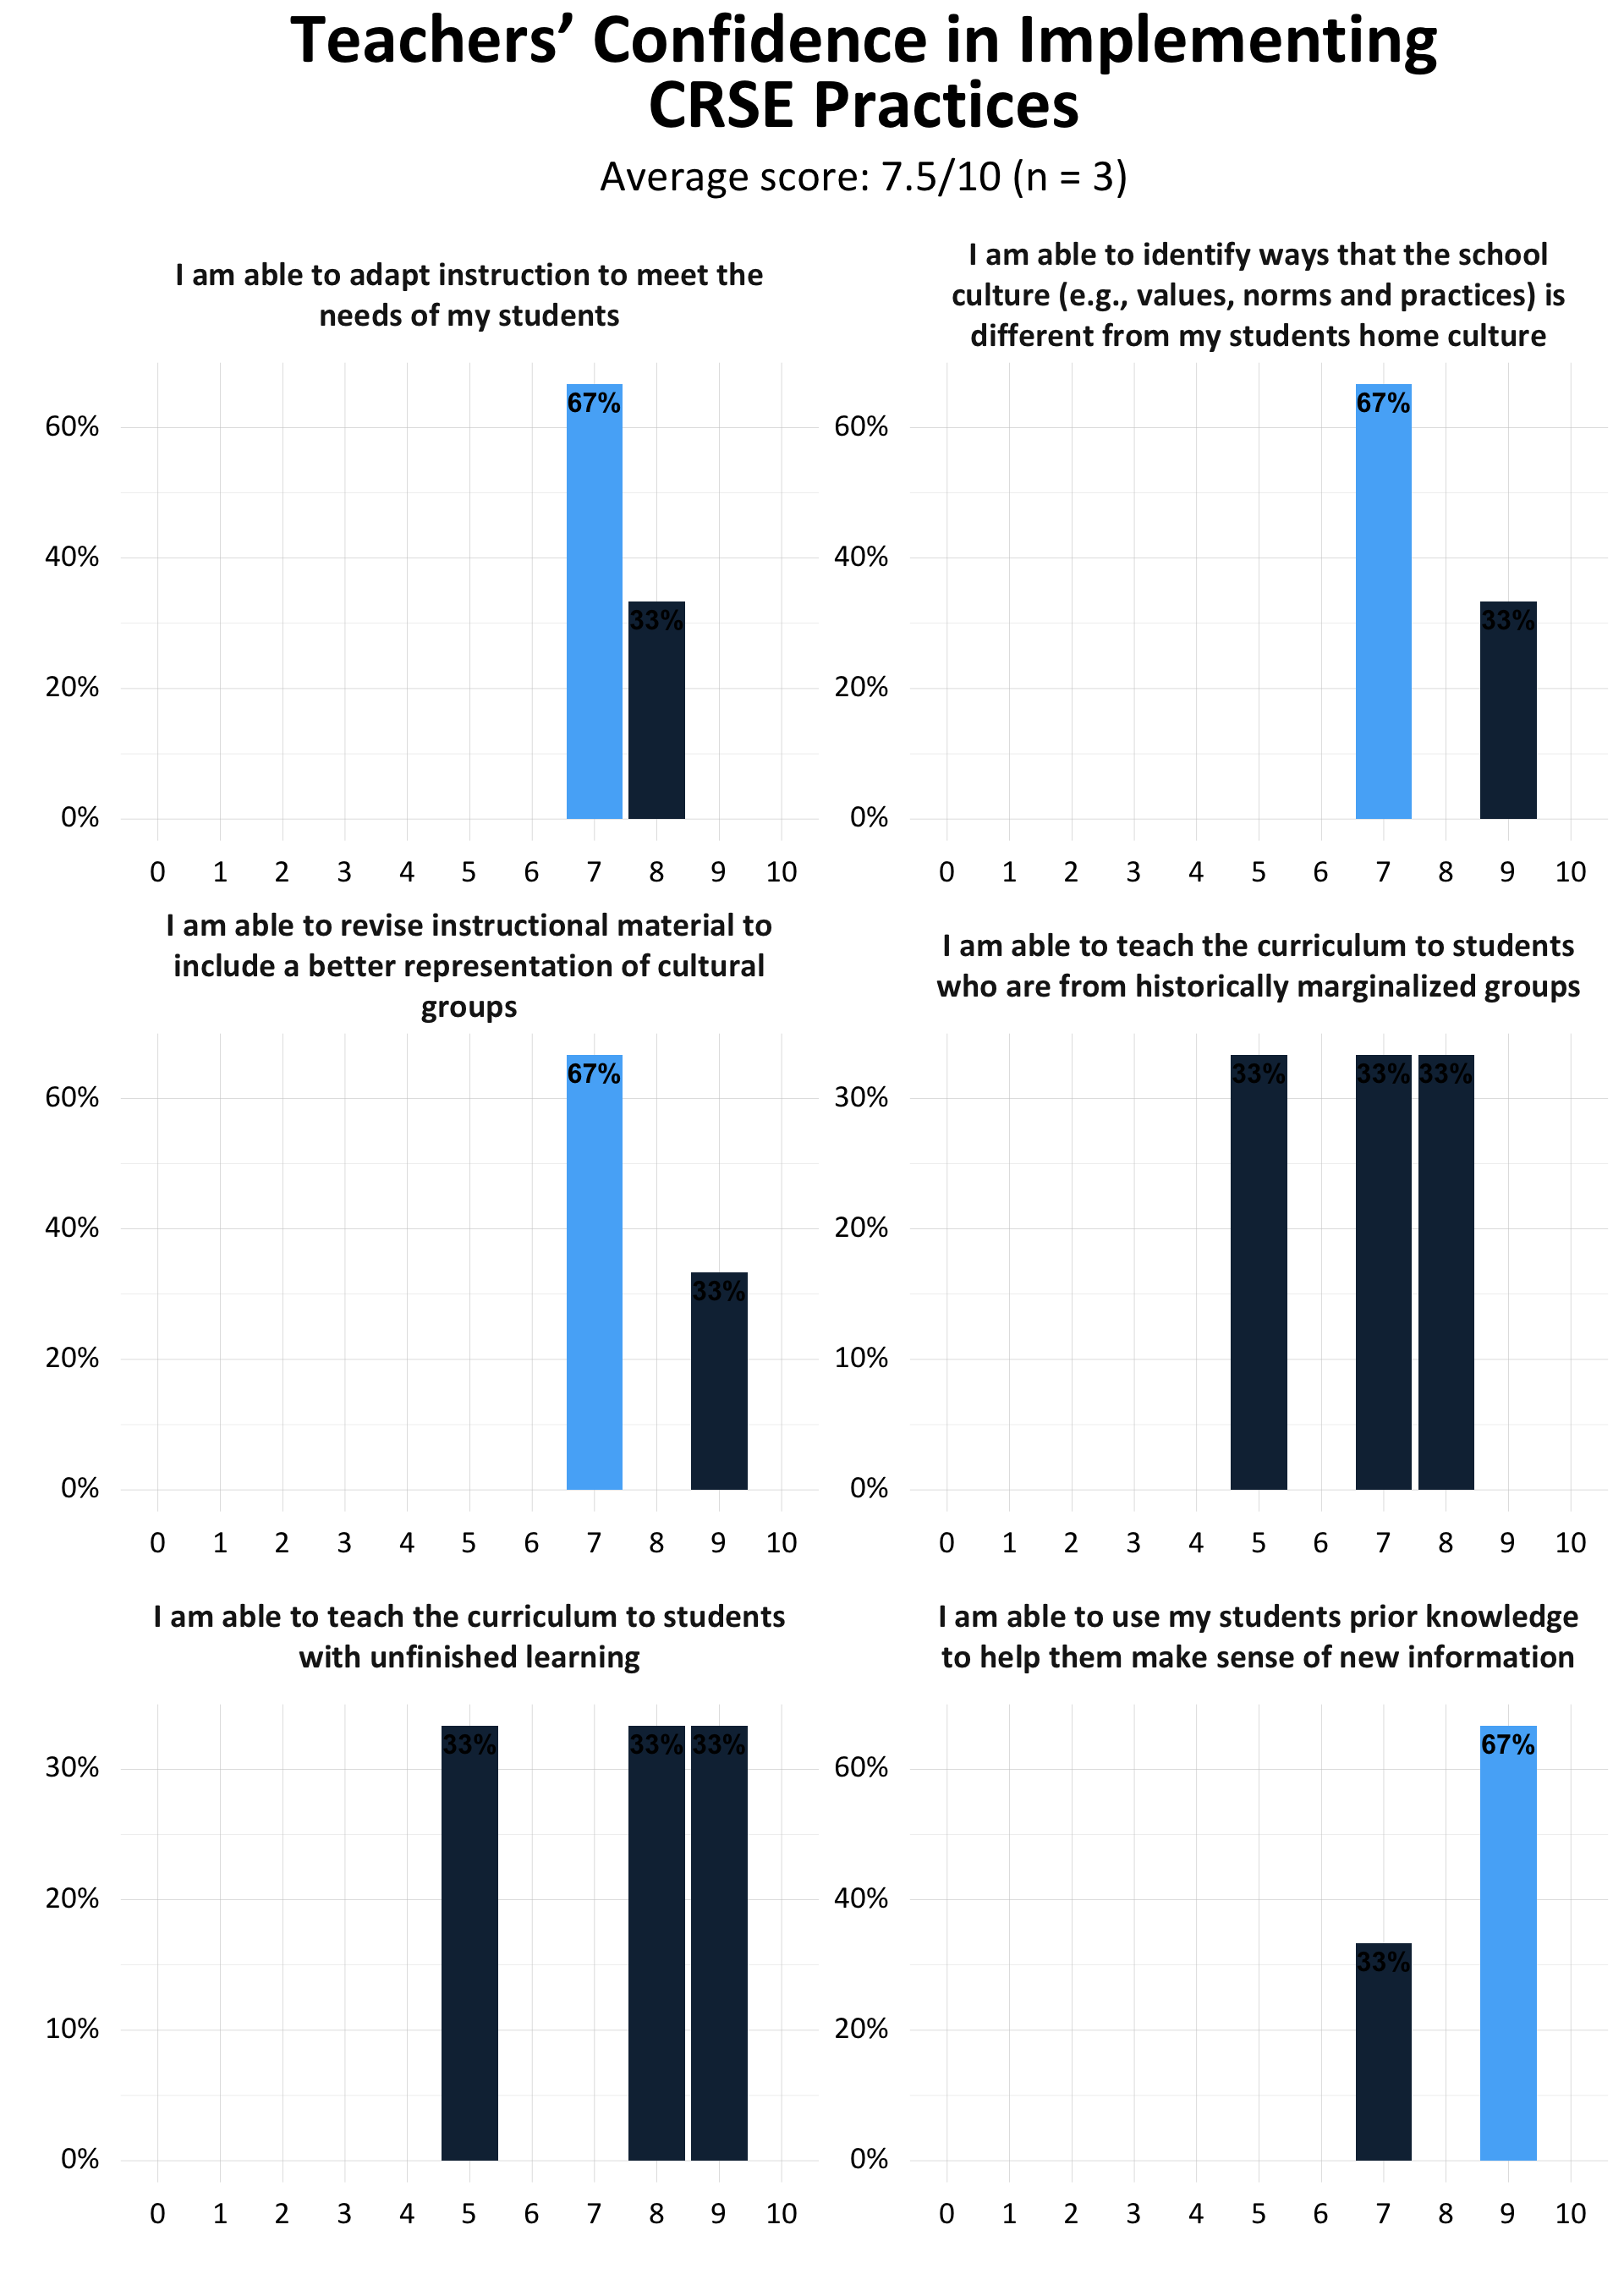 Teachers’ Confidence in Implementing
CRSE Practices
Average score: 7.5/10 (n = 3)
I am able to adapt instruction to meet the
needs of my students
67%
33%
60%
40%
20%
0%
0 1 2 3 4 5 6 7 8 9 10
I am able to identify ways that the school
culture (e.g., values, norms and practices) is
different from my students home culture
67%
33%
60%
40%
20%
0%
0 1 2 3 4 5 6 7 8 9 10
I am able to revise instructional material to
include a better representation of cultural
groups
67%
33%
60%
40%
20%
0%
0 1 2 3 4 5 6 7 8 9 10
I am able to teach the curriculum to students
who are from historically marginalized groups
33% 33% 33%
30%
20%
10%
0%
0 1 2 3 4 5 6 7 8 9 10
I am able to teach the curriculum to students
with unfinished learning
33% 33% 33%
30%
20%
10%
0%
0 1 2 3 4 5 6 7 8 9 10
I am able to use my students prior knowledge
to help them make sense of new information
67%
33%
60%
40%
20%
0%
0 1 2 3 4 5 6 7 8 9 10